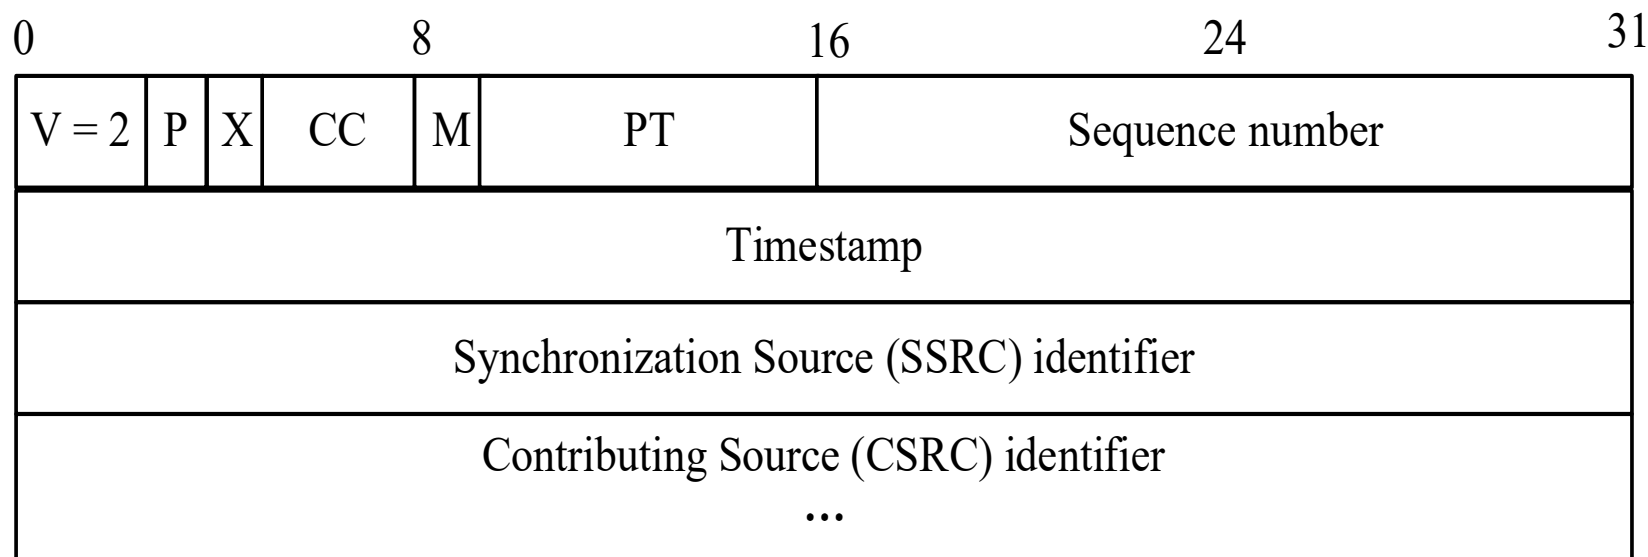 0 8 16 24 31
V = 2 P X CC M PT Sequence number
Timestamp
Synchronization Source (SSRC) identifier
Contributing Source (CSRC) identifier
...